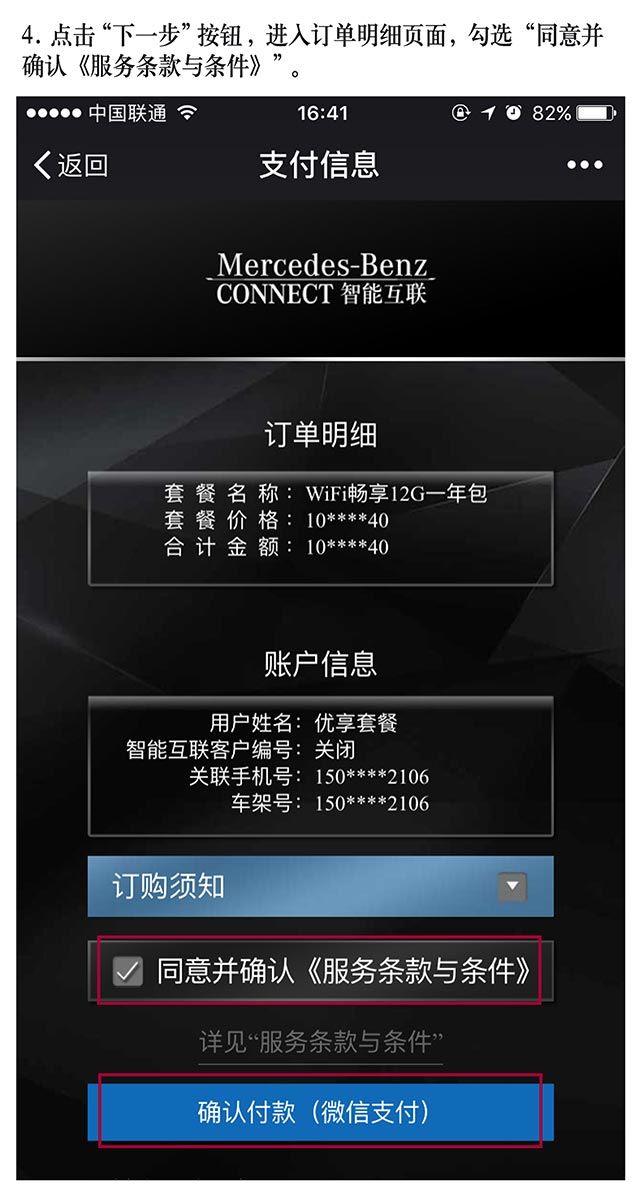 4. 点击“下一步”按钮，进入订单明细页面，勾选“同意并
确认《服务条款与条件》”。
中国联通 16:41 82%
返回 支付信息
Mercedes-Benz
CONNECT 智能互联
订单明细
套餐名称：WiFi畅享12G一年包
套餐价格：10****40
合计金额：10****40
账户信息
用户姓名：优享套餐
智能互联客户编号：关闭
关联手机号：150****2106
车架号：150****2106
订购须知
同意并确认《服务条款与条件》
详见“服务条款与条件”
确认付款（微信支付）